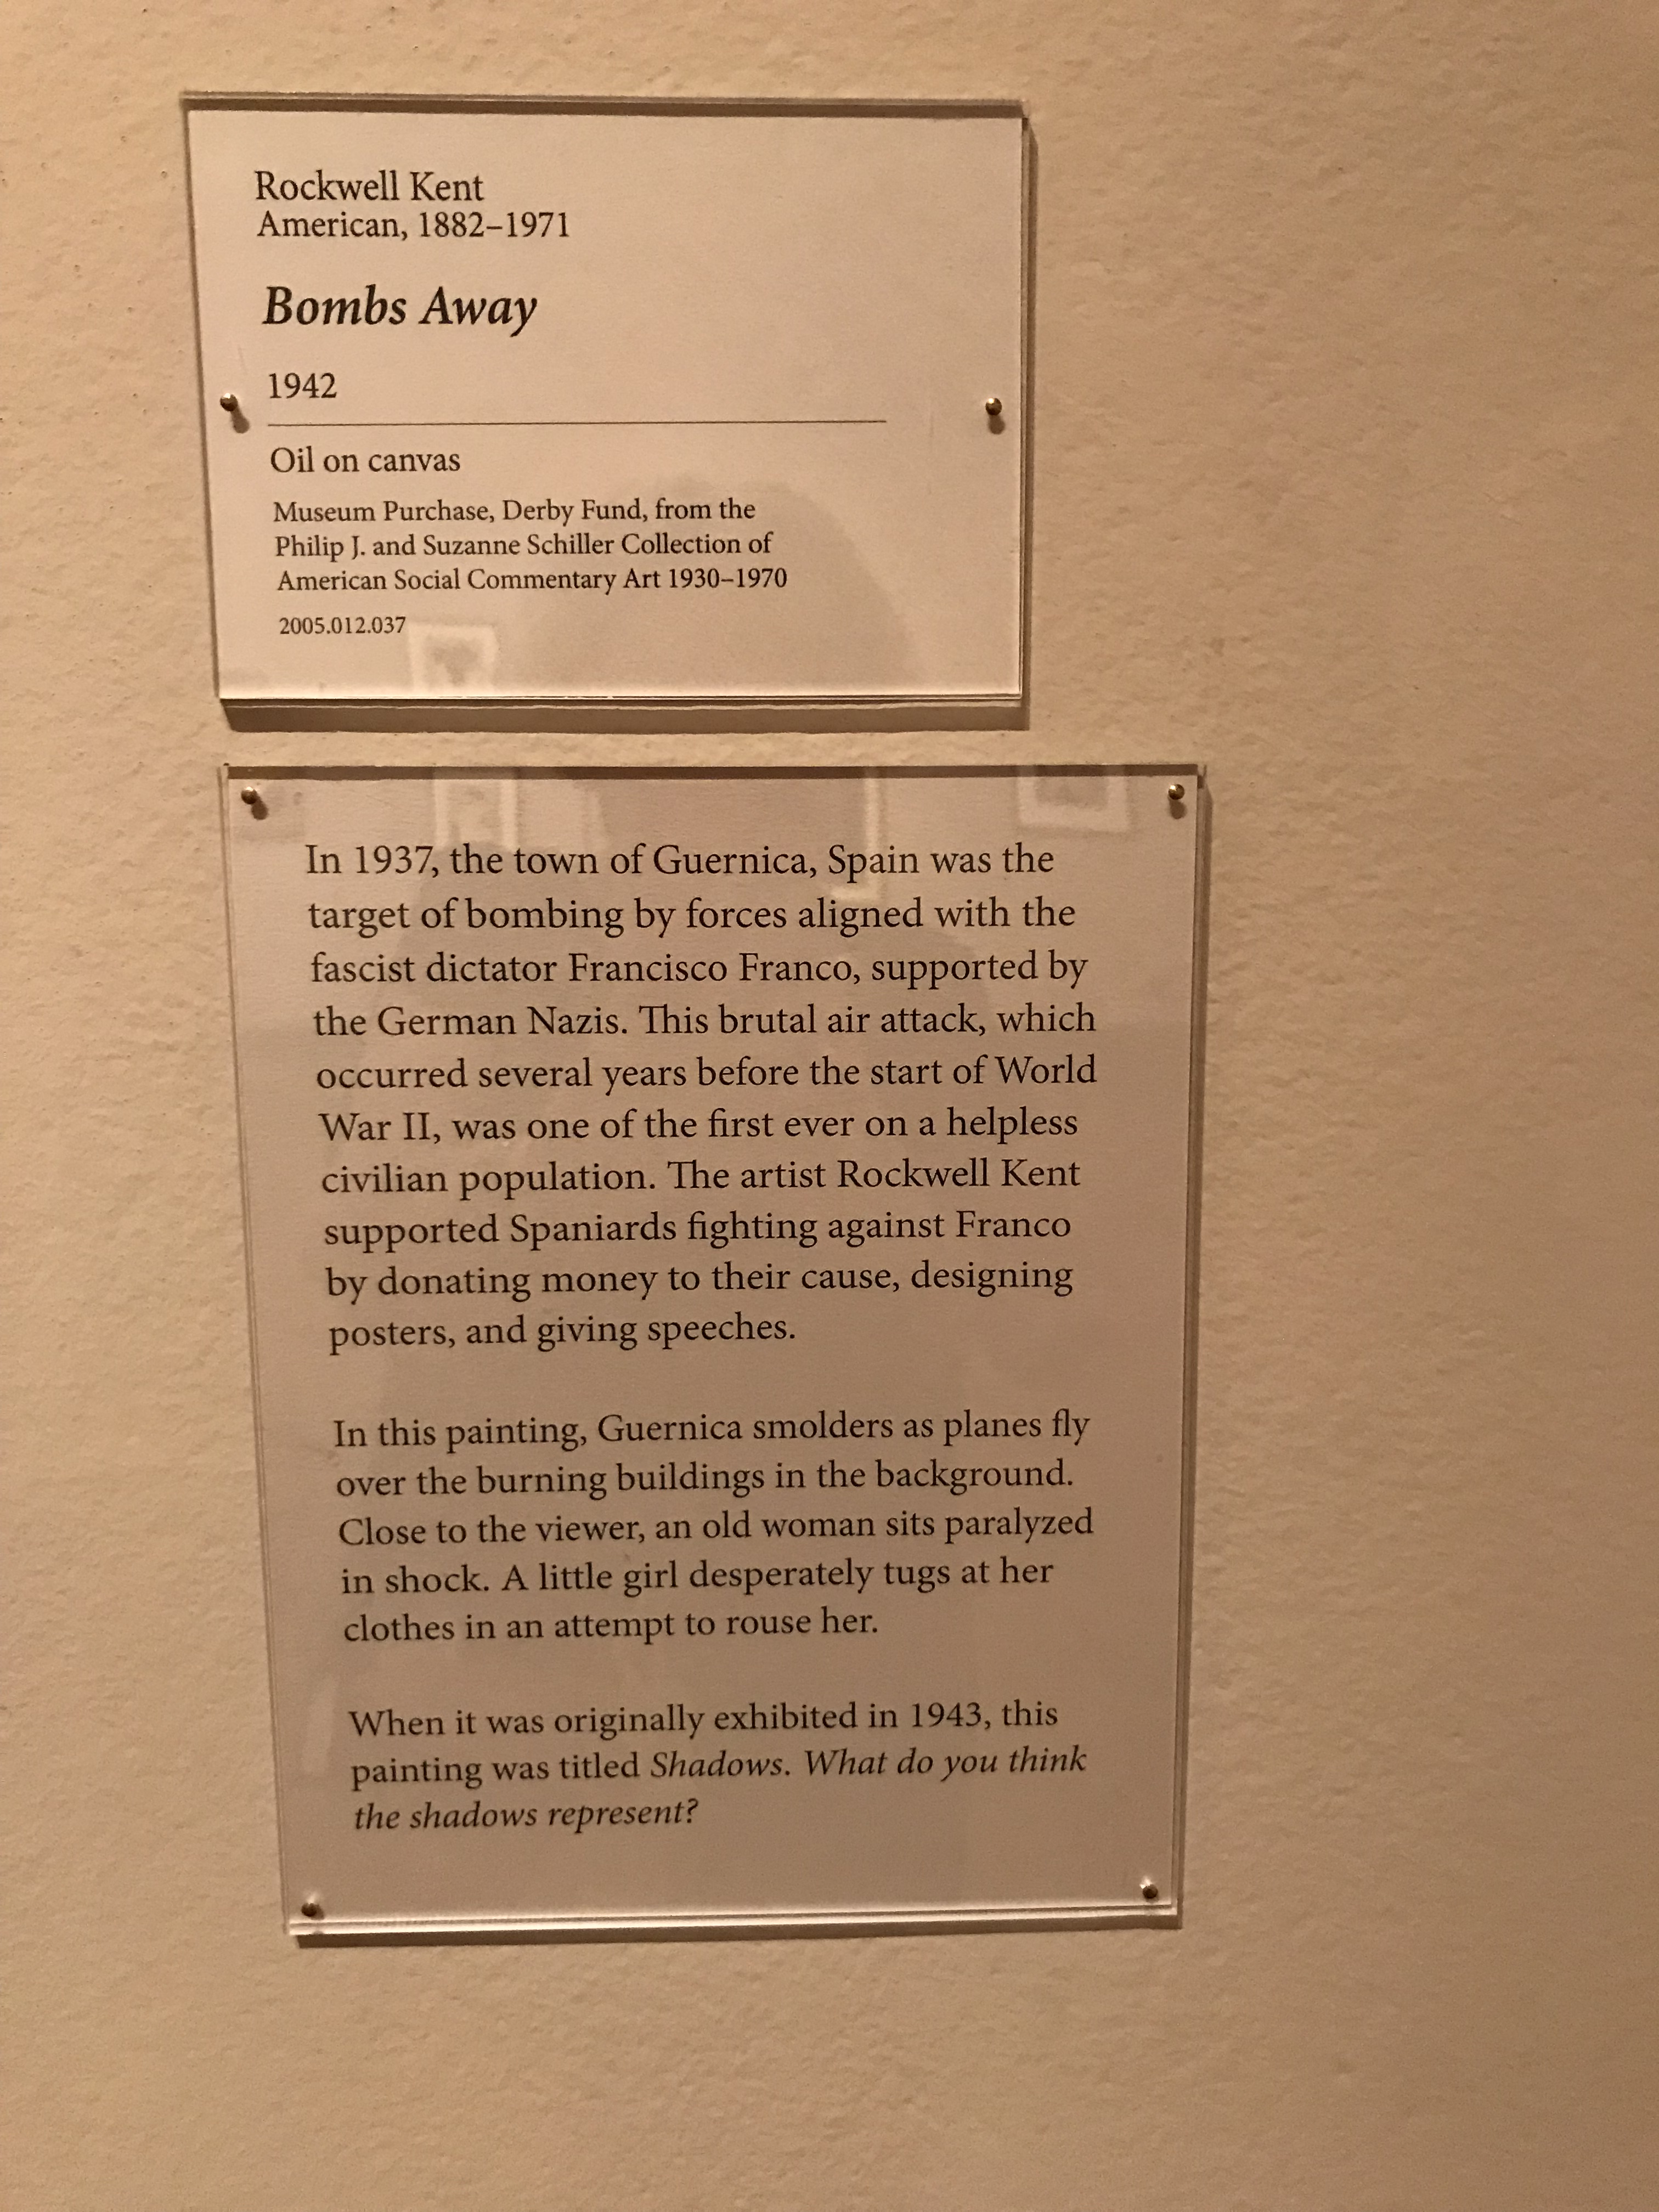 Rockwell Kent
American, 1882–1971
Bombs Away
1942
Oil on canvas
Museum Purchase, Derby Fund, from the
Philip J. and Suzanne Schiller Collection of
American Social Commentary Art 1930–1970
2005.012.037
In 1937, the town of Guernica, Spain was the
target of bombing by forces aligned with the
fascist dictator Francisco Franco, supported by
the German Nazis. This brutal air attack, which
occurred several years before the start of World
War II, was one of the first ever on a helpless
civilian population. The artist Rockwell Kent
supported Spaniards fighting against Franco
by donating money to their cause, designing
posters, and giving speeches.
In this painting, Guernica smolders as planes fly
over the burning buildings in the background.
Close to the viewer, an old woman sits paralyzed
in shock. A little girl desperately tugs at her
clothes in an attempt to rouse her.
When it was originally exhibited in 1943, this
painting was titled Shadows. What do you think
the shadows represent?